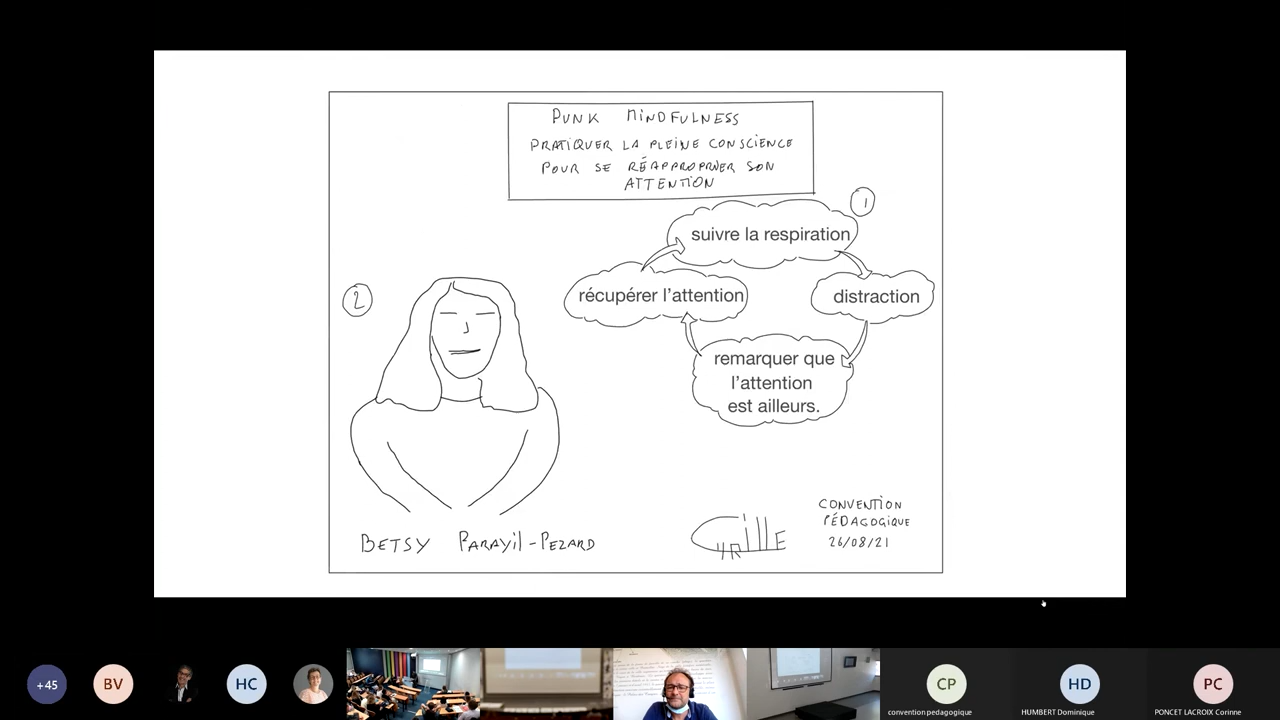 PUNK MINDFULNESS
PRATIQUER LA PLEINE CONSCIENCE
POUR SE RÉAPPROPRIER SON
ATTENTION
1
suivre la respiration
récupérer l'attention
distraction
2
remarquer que
l'attention
est ailleurs.
CONVENTION
PÉDAGOGIQUE
26/08/21
BETSY PARAYIL-PEZARD
CYRILLE
+45
BV
HC
CP
convention pedagogique
HD
HUMBERT Dominique
PC
PONCET LACROIX Corinne